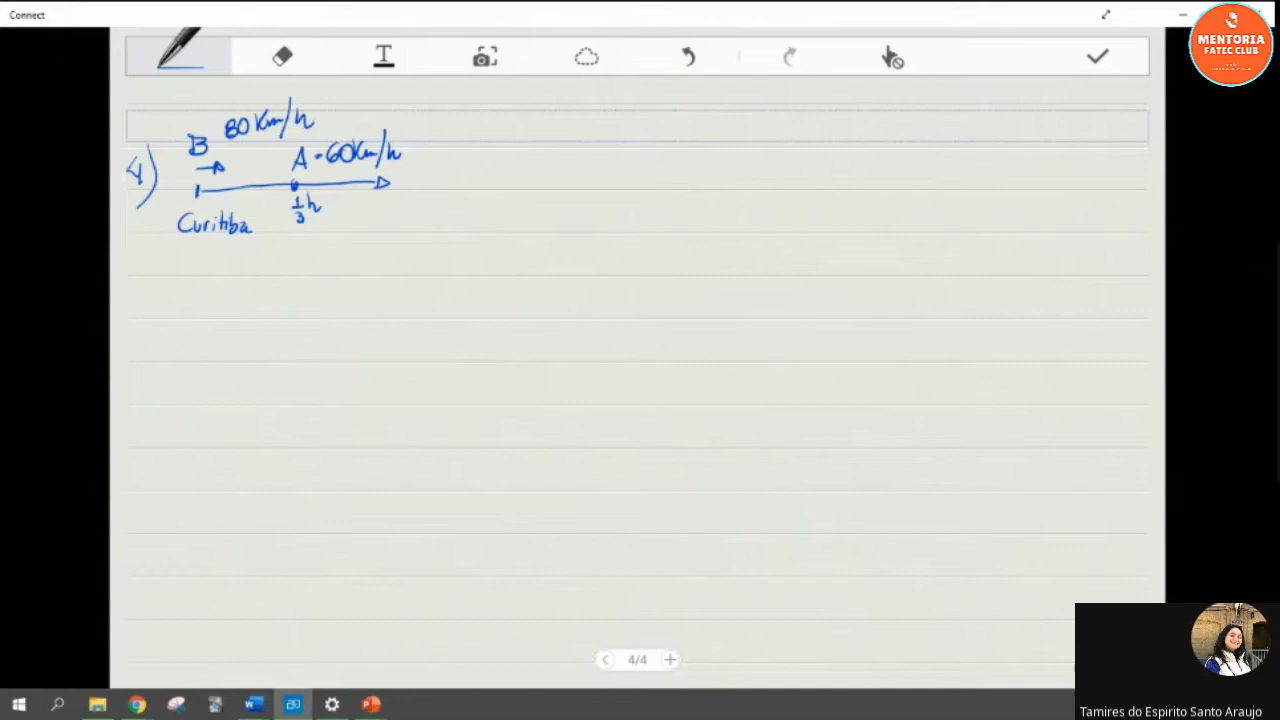 Connect
MENTORIA
FATEC CLUB
T
B 80 Km/h
A - 60Km/h
4)
1/3 h
Curitiba
4/4
Tamires do Espirito Santo Araujo